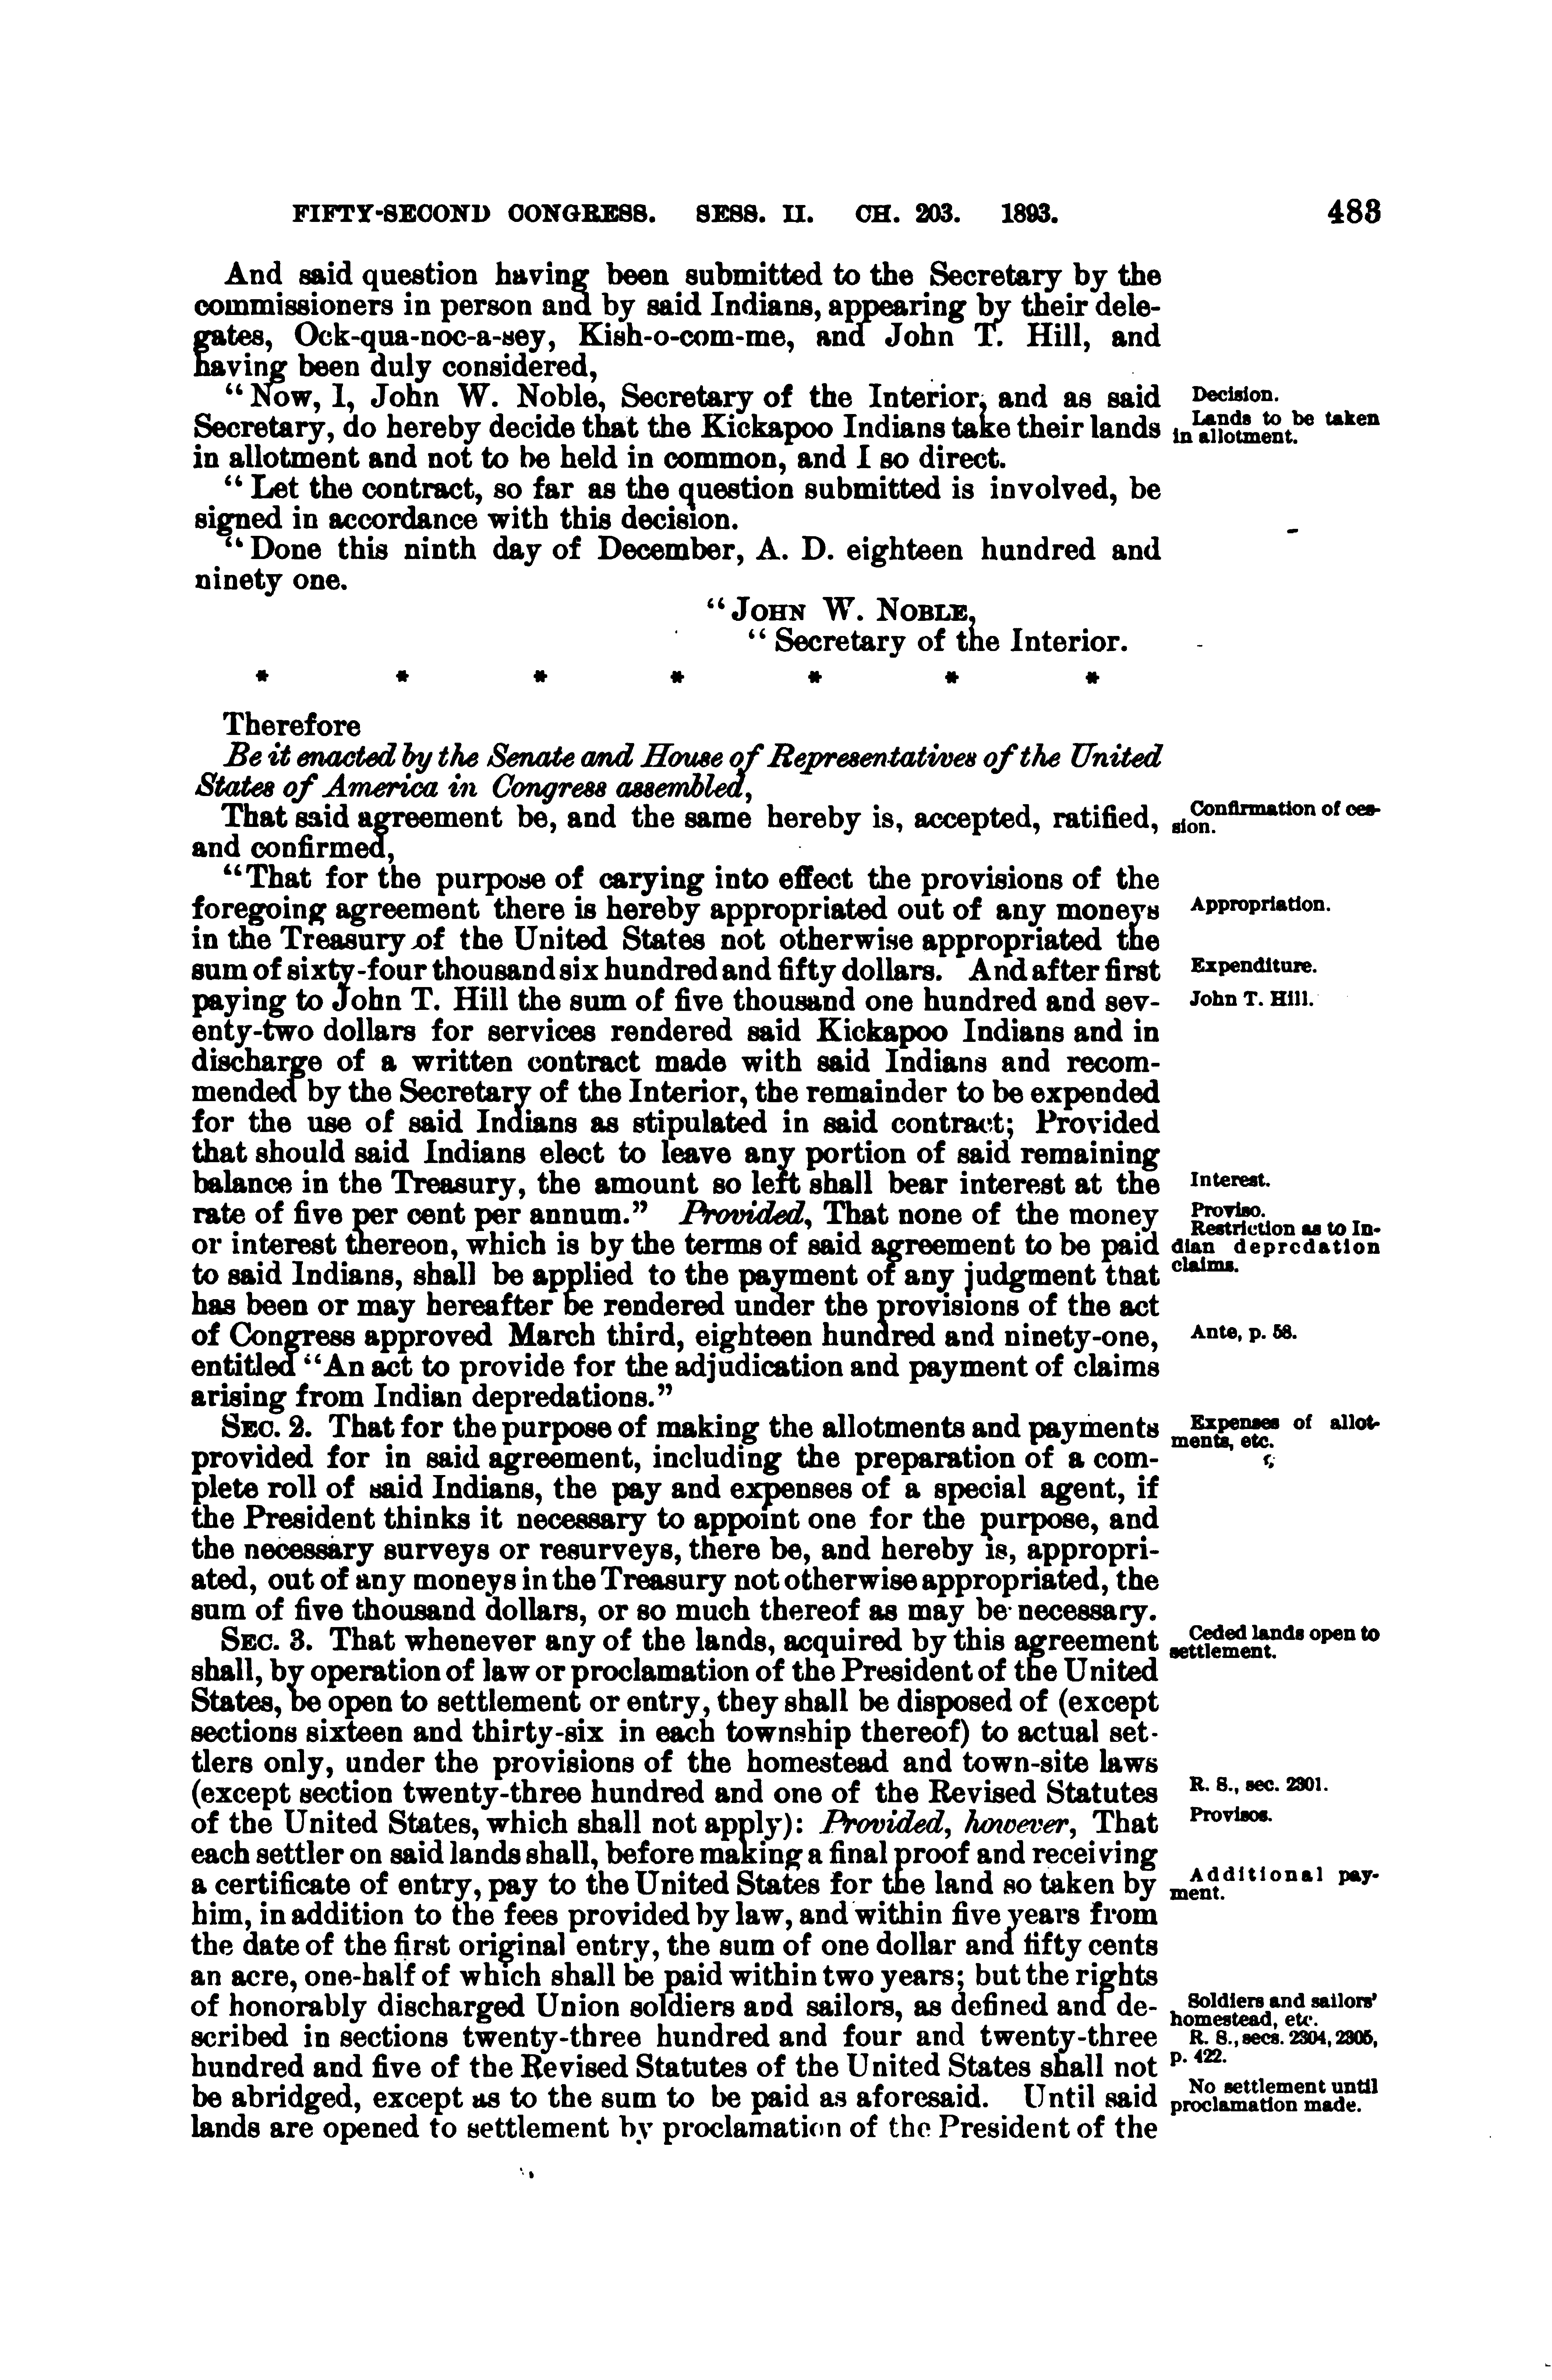 FIFTY-SECOND CONGRESS. SESS. II. CH. 203. 1893. 483
And said question having been submitted to the Secretary by the
commissioners in person and by said Indians, appearing by their dele-
gates, Ock-qua-noc-a-sey, Kish-o-com-me, and John T. Hill, and
having been duly considered,
“Now, I, John W. Noble, Secretary of the Interior, and as said
Secretary, do hereby decide that the Kickapoo Indians take their lands
in allotment and not to be held in common, and I so direct.
“Let the contract, so far as the question submitted is involved, be
signed in accordance with this decision.
“Done this ninth day of December, A. D. eighteen hundred and
ninety one.
“JOHN W. NOBLE,
“Secretary of the Interior.
* * * * * * *
Therefore
Be it enacted by the Senate and House of Representatives of the United
States of America in Congress assembled,
That said agreement be, and the same hereby is, accepted, ratified,
and confirmed,
“That for the purpose of carying into effect the provisions of the
foregoing agreement there is hereby appropriated out of any moneys
in the Treasury of the United States not otherwise appropriated the
sum of sixty-four thousand six hundred and fifty dollars. And after first
paying to John T. Hill the sum of five thousand one hundred and sev-
enty-two dollars for services rendered said Kickapoo Indians and in
discharge of a written contract made with said Indians and recom-
mended by the Secretary of the Interior, the remainder to be expended
for the use of said Indians as stipulated in said contract; Provided
that should said Indians elect to leave any portion of said remaining
balance in the Treasury, the amount so left shall bear interest at the
rate of five per cent per annum.” Provided, That none of the money
or interest thereon, which is by the terms of said agreement to be paid
to said Indians, shall be applied to the payment of any judgment that
has been or may hereafter be rendered under the provisions of the act
of Congress approved March third, eighteen hundred and ninety-one,
entitled “An act to provide for the adjudication and payment of claims
arising from Indian depredations.”
SEC. 2. That for the purpose of making the allotments and payments
provided for in said agreement, including the preparation of a com-
plete roll of said Indians, the pay and expenses of a special agent, if
the President thinks it necessary to appoint one for the purpose, and
the necessary surveys or resurveys, there be, and hereby is, appropri-
ated, out of any moneys in the Treasury not otherwise appropriated, the
sum of five thousand dollars, or so much thereof as may be necessary.
SEC. 3. That whenever any of the lands, acquired by this agreement
shall, by operation of law or proclamation of the President of the United
States, be open to settlement or entry, they shall be disposed of (except
sections sixteen and thirty-six in each township thereof) to actual set-
tlers only, under the provisions of the homestead and town-site laws
(except section twenty-three hundred and one of the Revised Statutes
of the United States, which shall not apply): Provided, however, That
each settler on said lands shall, before making a final proof and receiving
a certificate of entry, pay to the United States for the land so taken by
him, in addition to the fees provided by law, and within five years from
the date of the first original entry, the sum of one dollar and fifty cents
an acre, one-half of which shall be paid within two years; but the rights
of honorably discharged Union soldiers and sailors, as defined and de-
scribed in sections twenty-three hundred and four and twenty-three
hundred and five of the Revised Statutes of the United States shall not
be abridged, except as to the sum to be paid as aforesaid. Until said
lands are opened to settlement by proclamation of the President of the
Decision.
Lands to be taken
in allotment.
Confirmation of ces-
sion.
Appropriation.
Expenditure.
John T. Hill.
Interest.
Proviso.
Restriction as to In-
dian depredation
claims.
Ante, p. 58.
Expenses of allot-
ments, etc.
Ceded lands open to
settlement.
R. S., sec. 2301.
Provisos.
Additional pay-
ment.
Soldiers and sailors'
homestead, etc.
R. S., secs. 2304, 2305,
p. 422.
No settlement until
proclamation made.